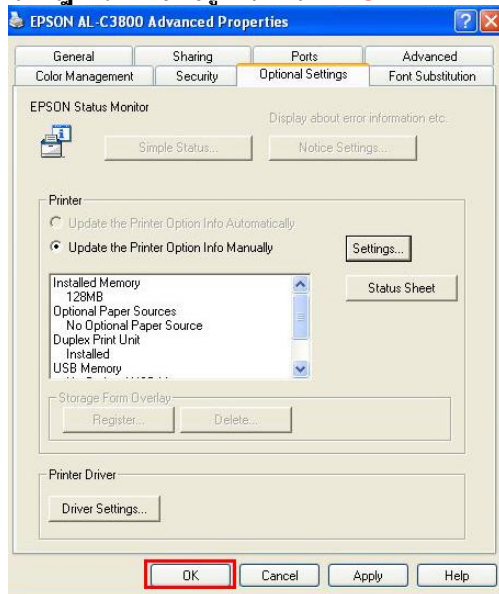 EPSON AL-C3800 Advanced Properties
General Sharing Ports Advanced
Color Management Security Optional Settings Font Substitution
EPSON Status Monitor
Display about error information etc.
Simple Status... Notice Settings...
Printer
Update the Printer Option Info Automatically
Update the Printer Option Info Manually Settings...
Installed Memory
128MB
Optional Paper Sources
No Optional Paper Source
Duplex Print Unit
Installed
USB Memory
Status Sheet
Storage Form Overlay
Register... Delete...
Printer Driver
Driver Settings...
OK Cancel Apply Help